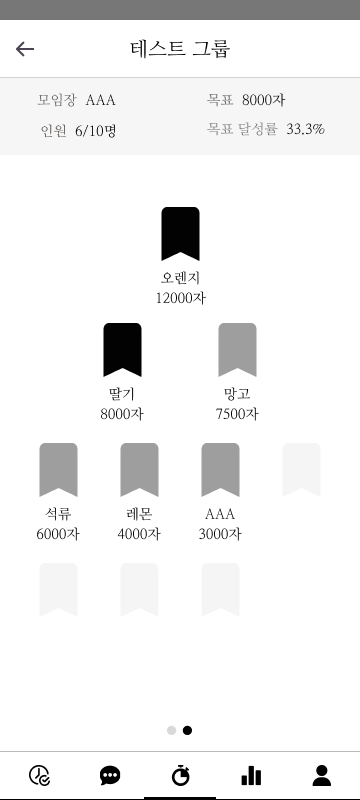 테스트 그룹
모임장 AAA 목표 8000자
인원 6/10명 목표 달성률 33.3%
오렌지
12000자
딸기 망고
8000자 7500자
석류 레몬 AAA
6000자 4000자 3000자